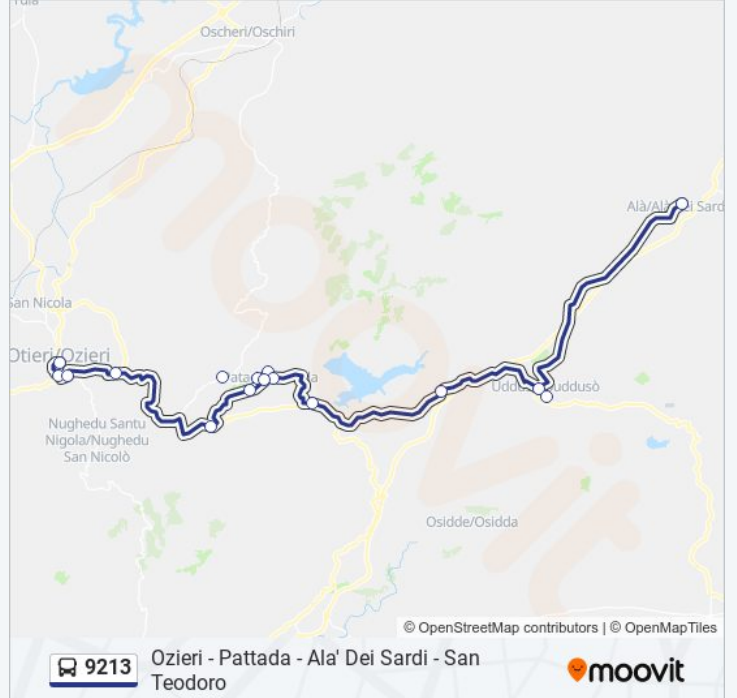 Oscheri/Oschiri
Alà/Alà dei Sard
San Nicola
Otieri/Ozieri
Nughedu Santu
Nigola/Nughedu
San Nicolò
Osidde/Osidda
© OpenStreetMap contributors | © OpenMapTiles
9213
Ozieri - Pattada - Ala' Dei Sardi - San
Teodoro
moovit